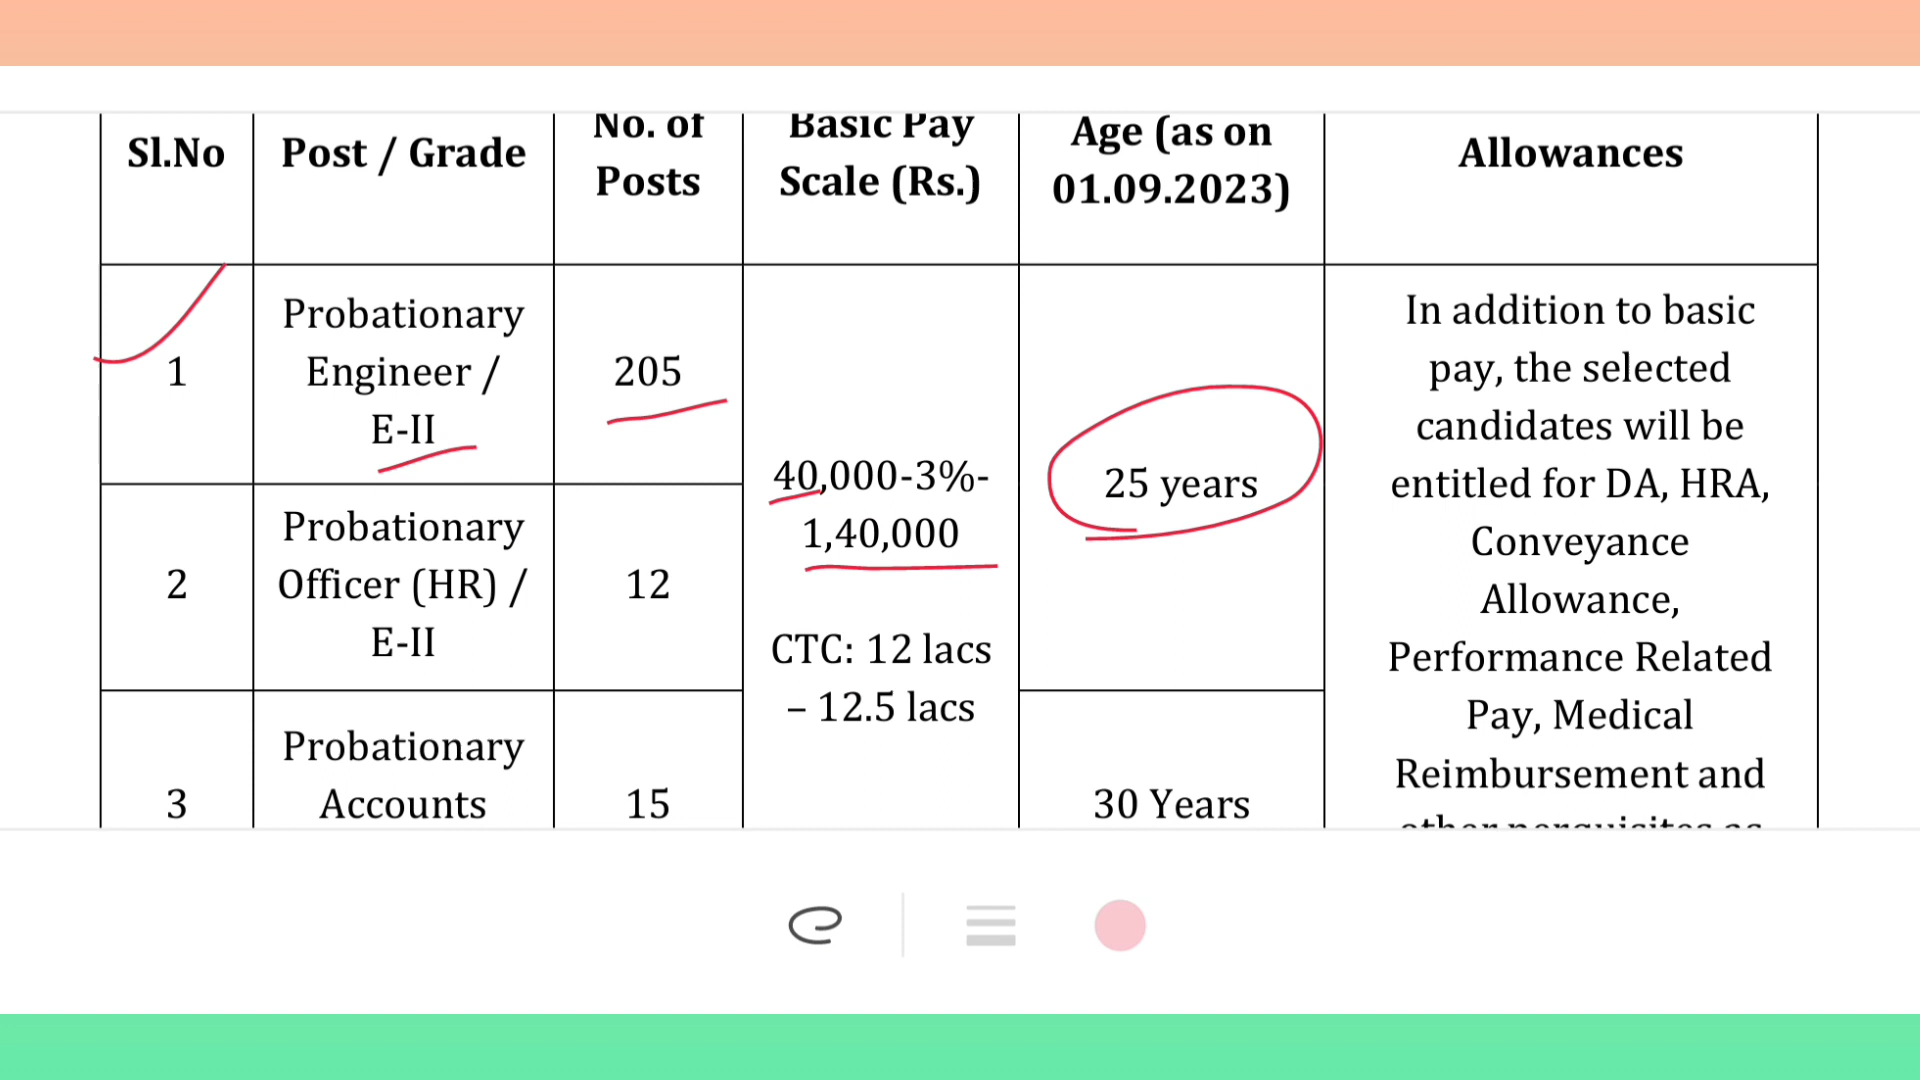 Sl.No
Post / Grade
No. of
Posts
Basic Pay
Scale (Rs.)
Age (as on
01.09.2023)
Allowances
1
Probationary
Engineer /
E-II
205
2
Probationary
Officer (HR) /
E-II
12
3
Probationary
Accounts
15
40,000-3%-
1,40,000
CTC: 12 lacs
– 12.5 lacs
25 years
30 Years
In addition to basic
pay, the selected
candidates will be
entitled for DA, HRA,
Conveyance
Allowance,
Performance Related
Pay, Medical
Reimbursement and
other perquisites as